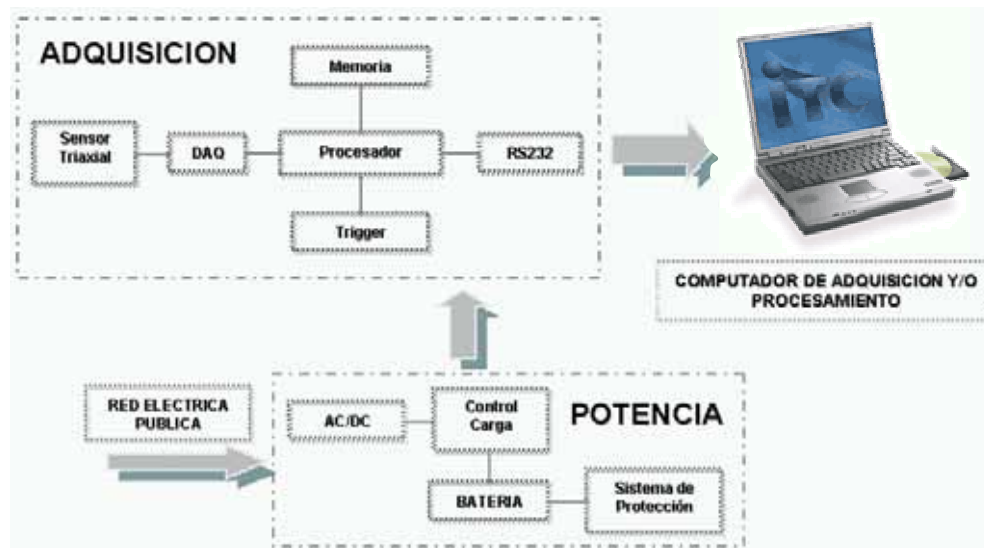 ADQUISICION
Memoria
Sensor
Triaxial
DAQ
Procesador
RS232
Trigger
iYC
COMPUTADOR DE ADQUISICION Y/O
PROCESAMIENTO
RED ELECTRICA
PUBLICA
AC/DC
Control
Carga
POTENCIA
BATERIA
Sistema de
Protección